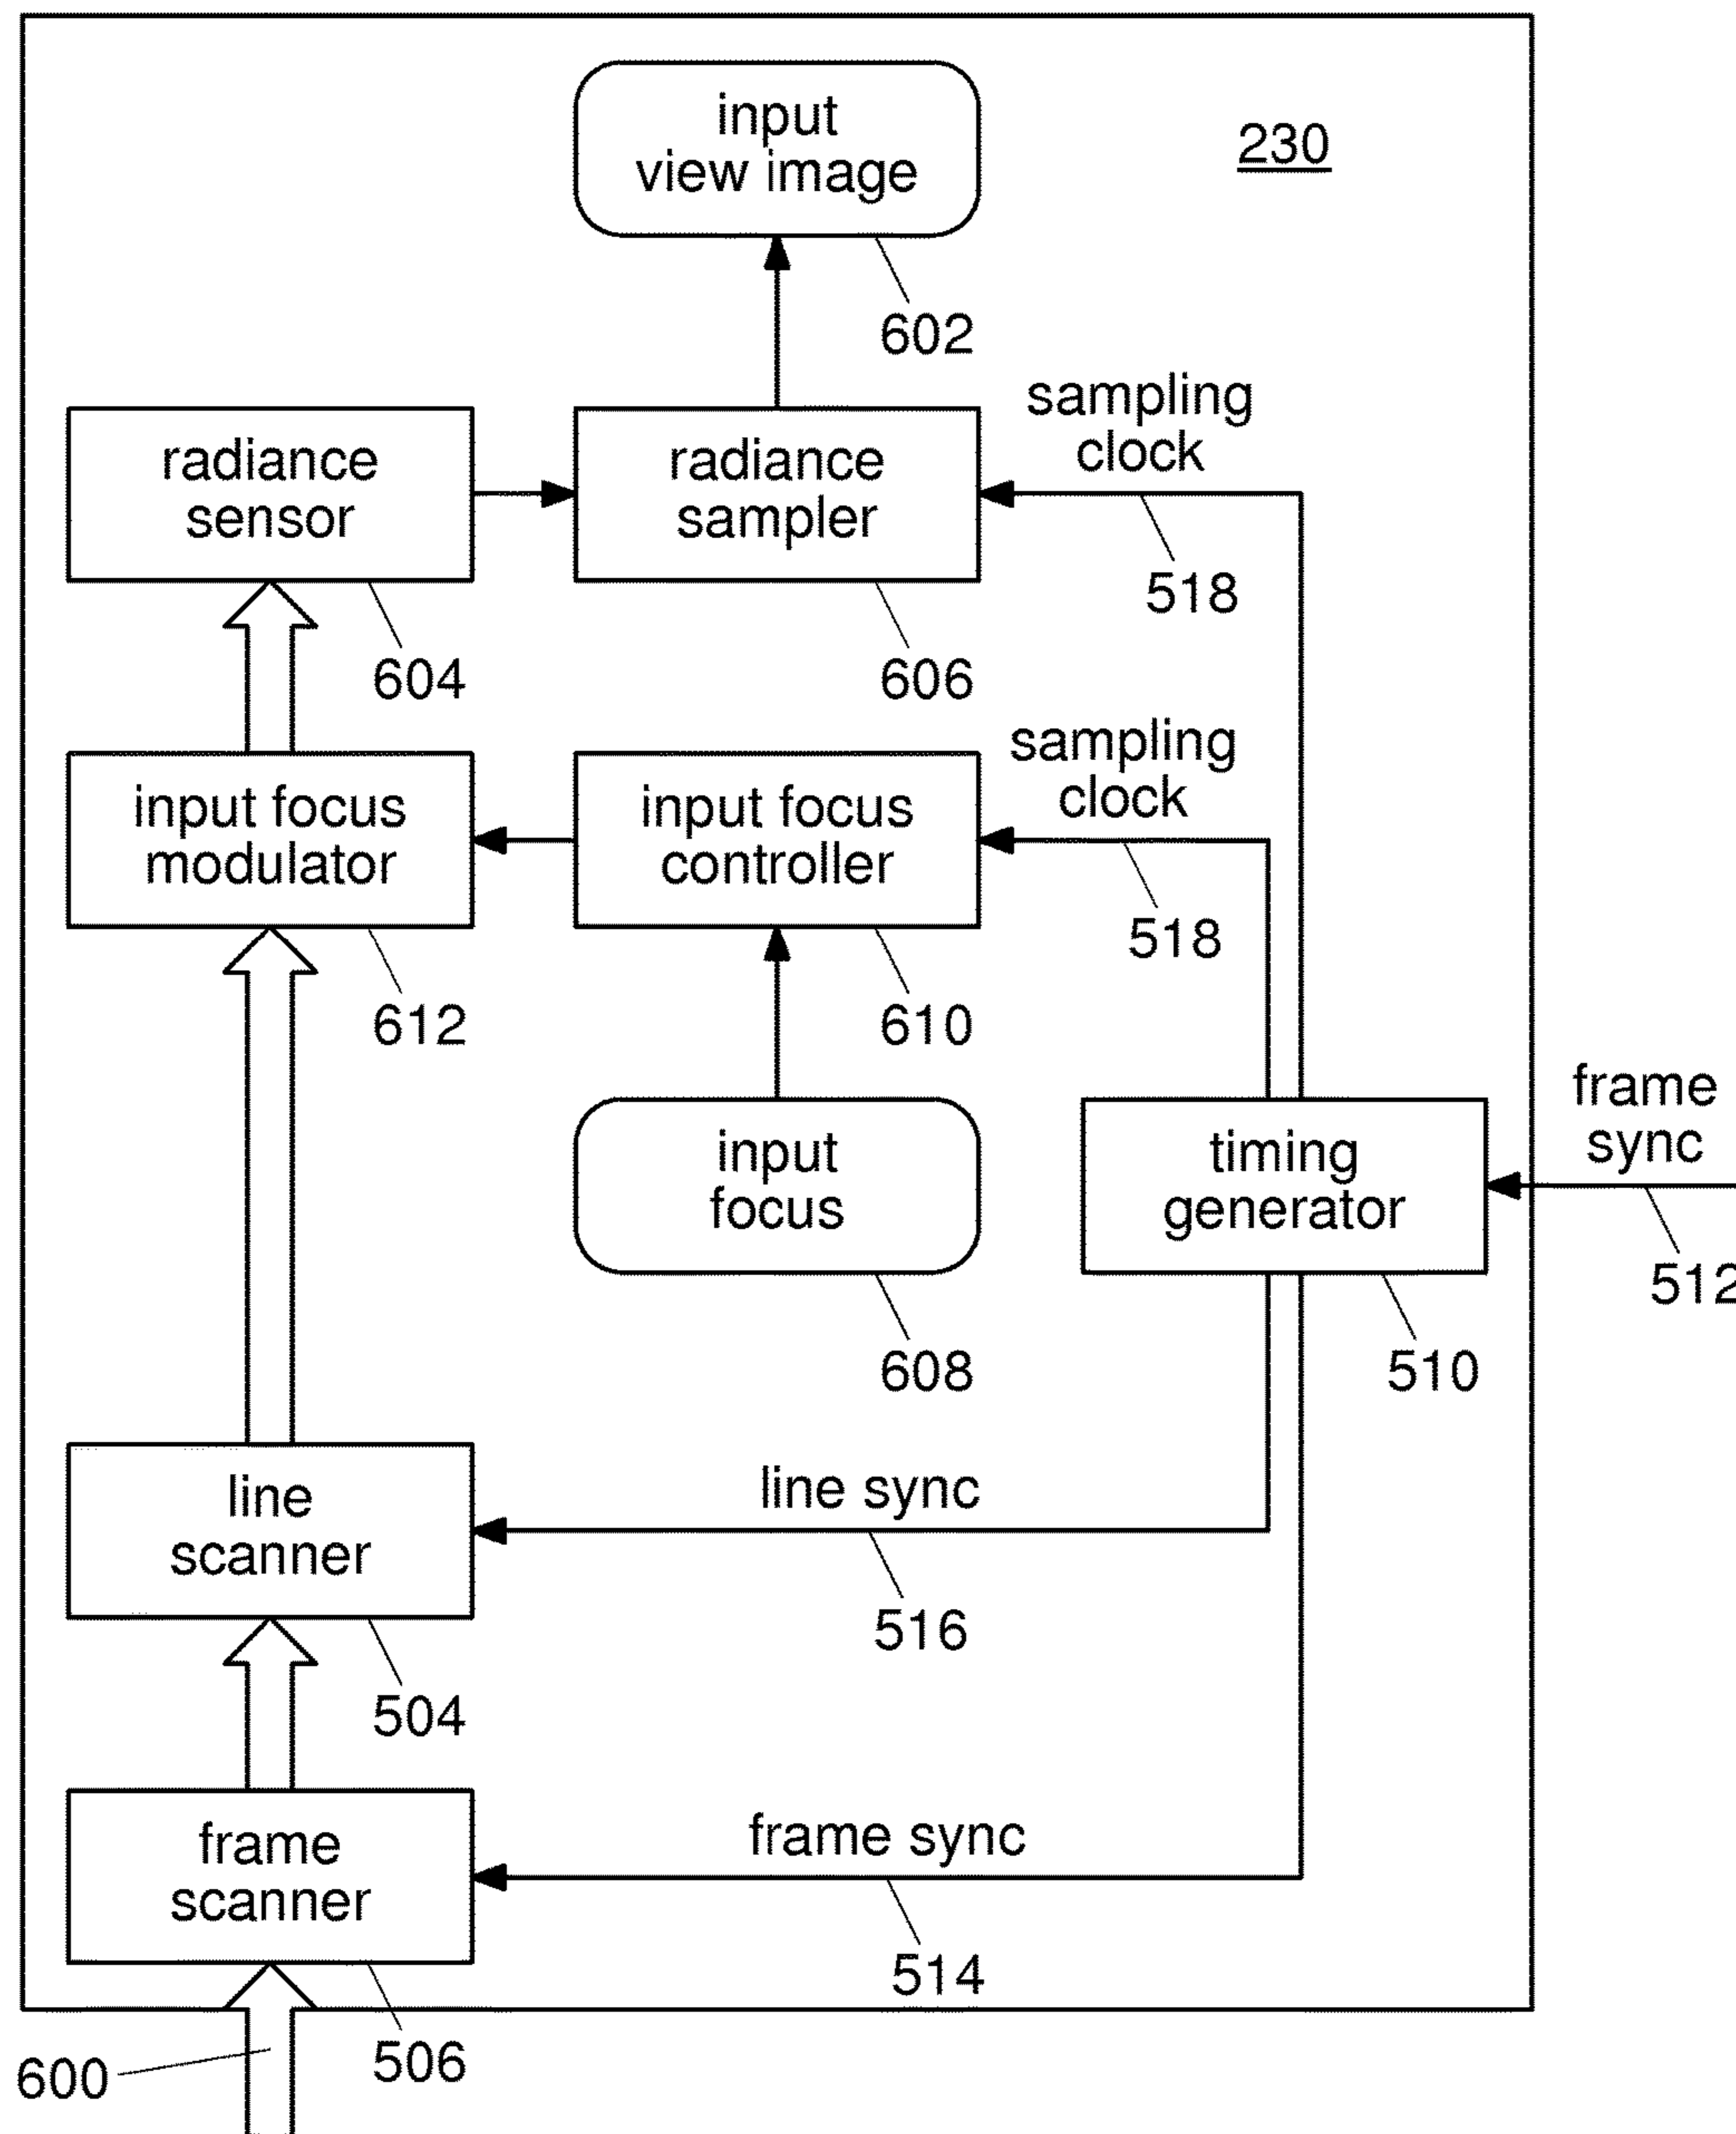 input
view image
230
602
sampling
clock
radiance
sensor
radiance
sampler
518
604
606
sampling
clock
input focus
modulator
input focus
controller
518
612
610
frame
sync
input
focus
timing
generator
512
608
510
line
scanner
line sync
516
504
frame
scanner
frame sync
514
506
600